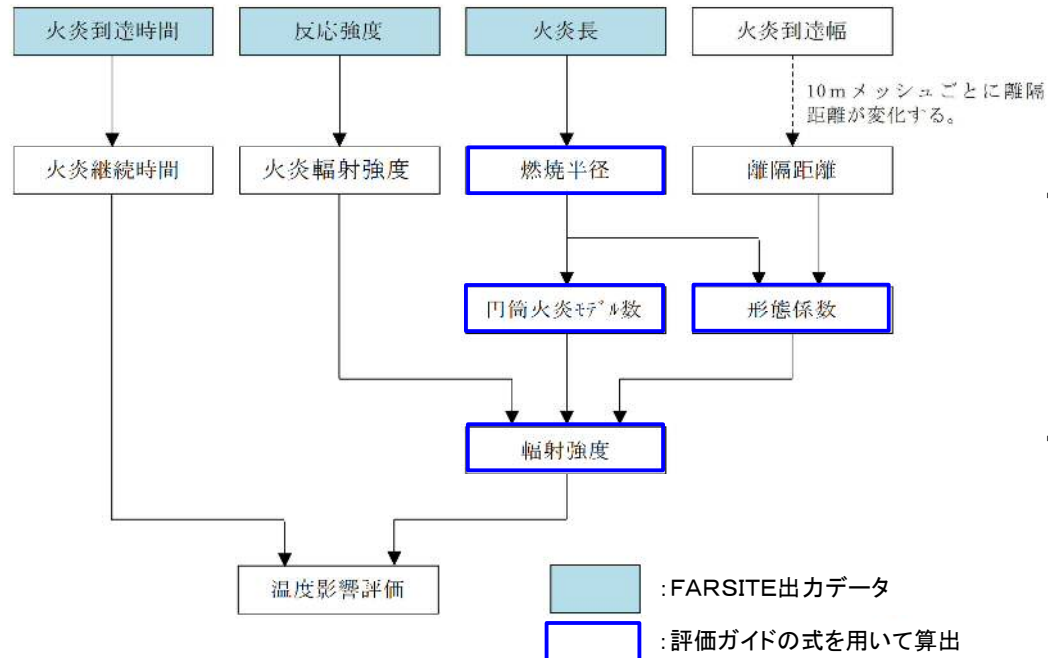 火炎到達時間
反応強度
火炎長
火炎到達幅
10mメッシュごとに離隔
距離が変化する。
火炎継続時間
火炎輻射強度
燃焼半径
離隔距離
円筒火炎ﾓﾃﾞﾙ数
形態係数
輻射強度
温度影響評価
:FARSITE出力データ
:評価ガイドの式を用いて算出